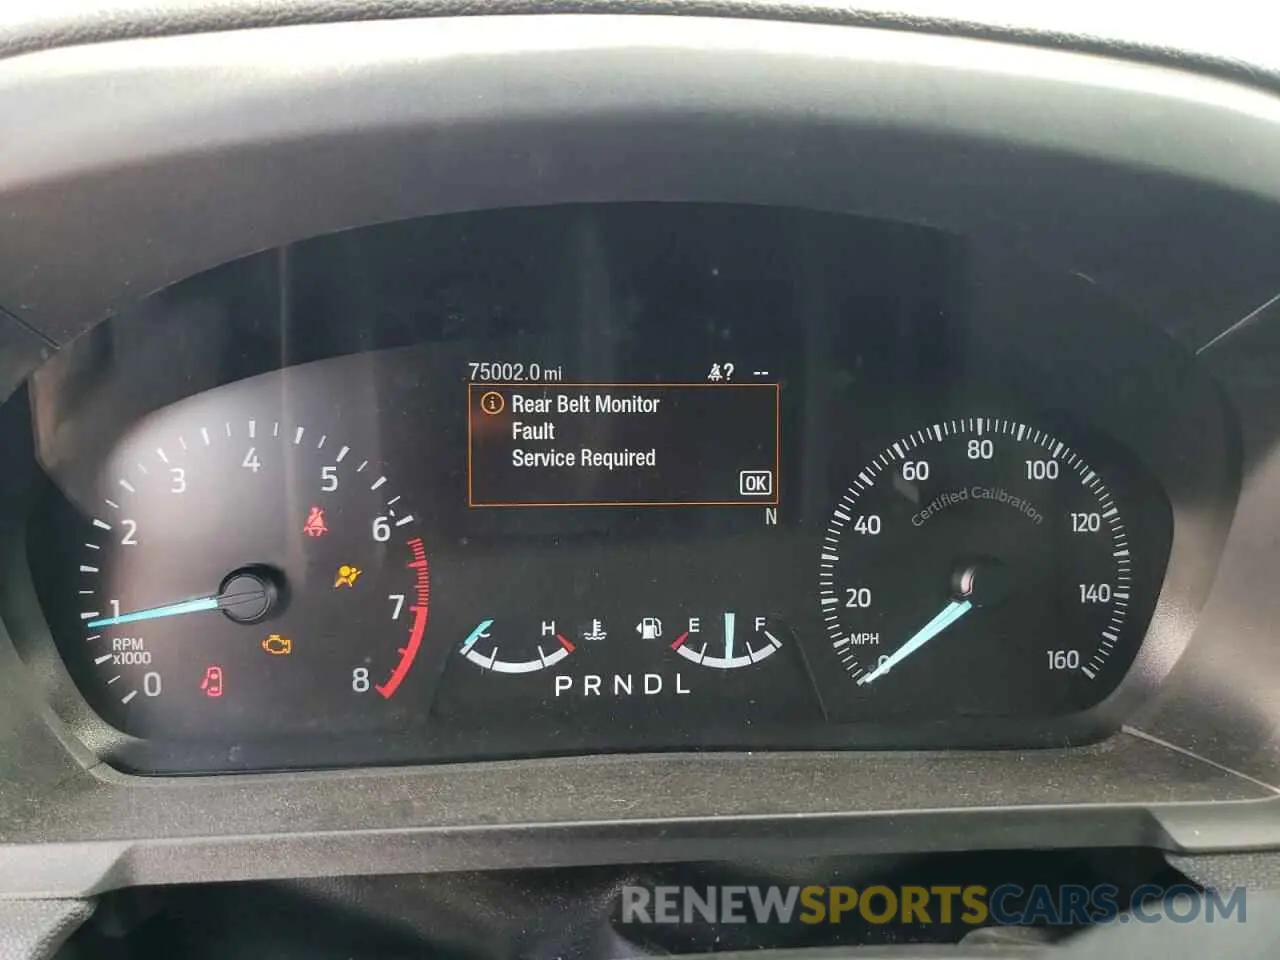 75002.0 mi
? --
Rear Belt Monitor
Fault
Service Required
OK
N
0 1 2 3 4 5 6 7 8
RPM
x1000
C H
E F
P R N D L
0 20 40 60 80 100 120 140 160
MPH
Certified Calibration
RENEWSPORTSCARS.COM